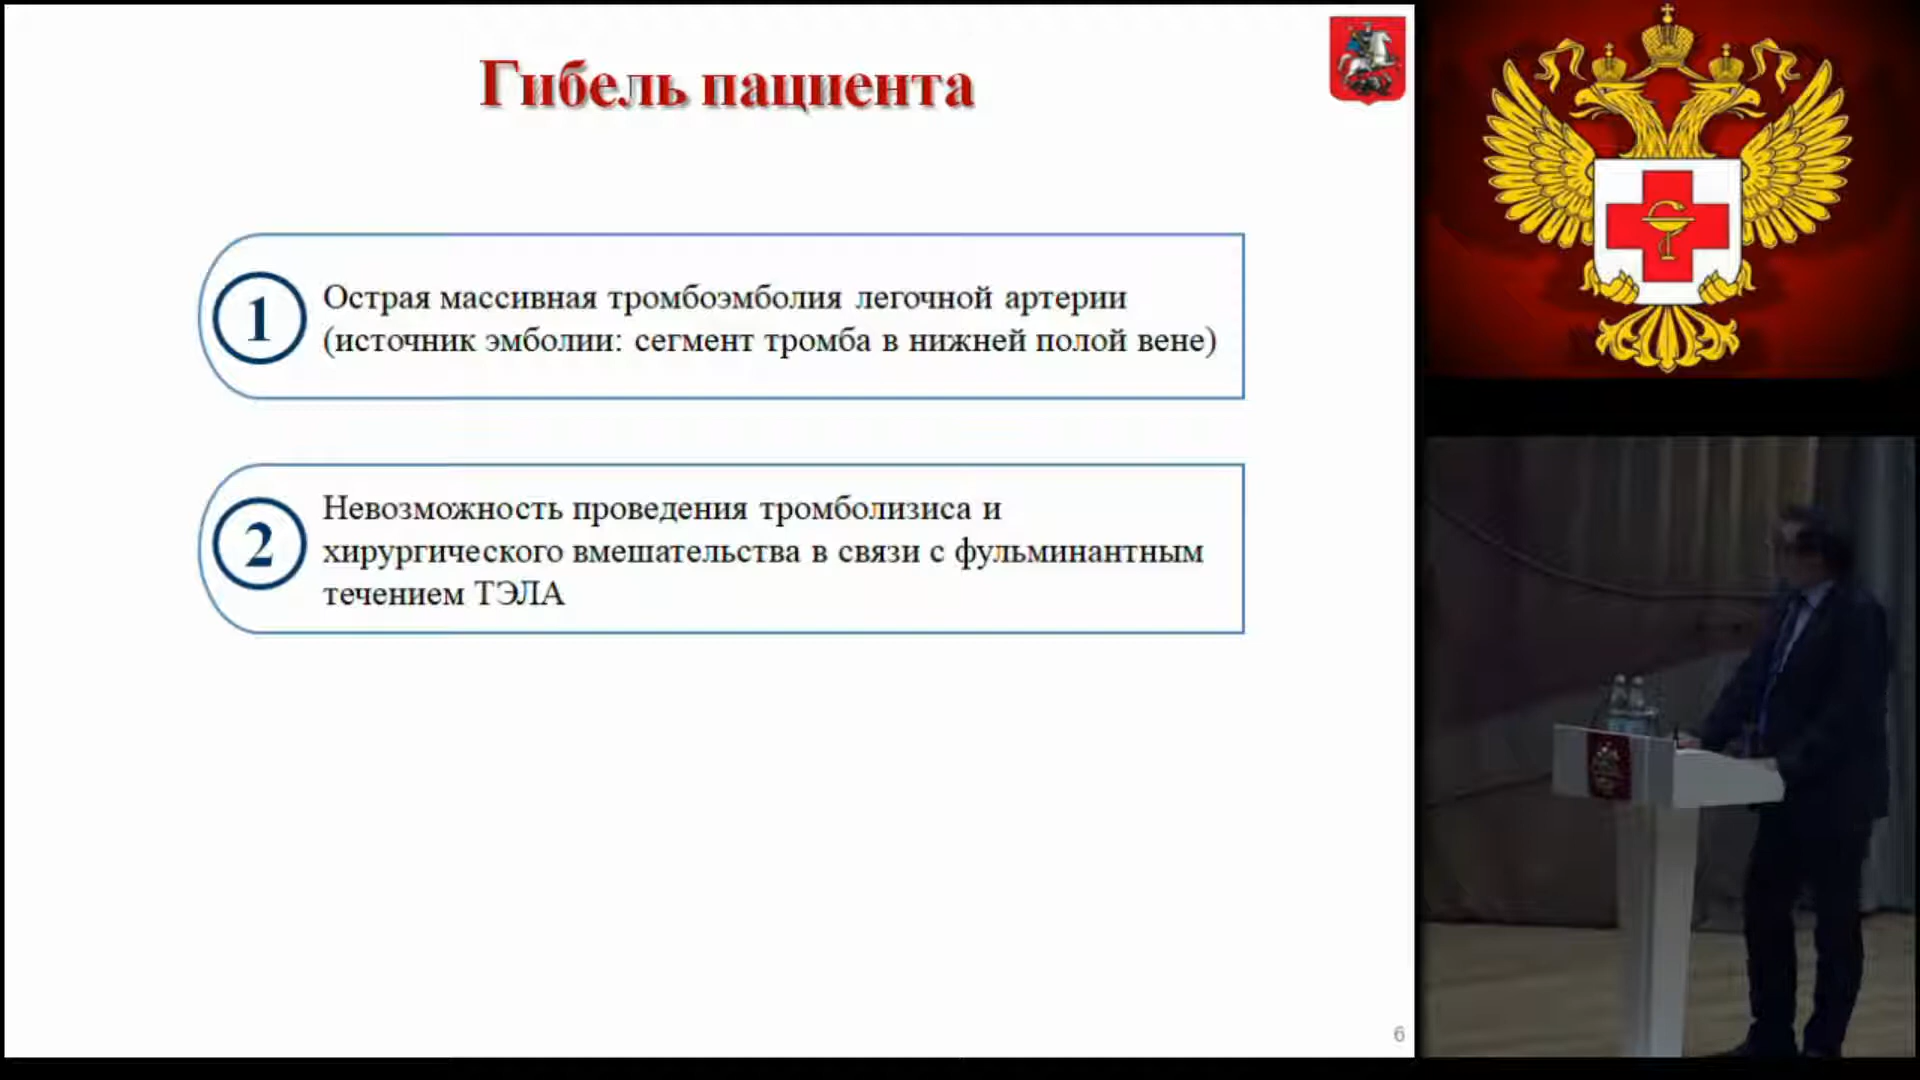 Гибель пациента
1
Острая массивная тромбоэмболия легочной артерии
(источник эмболии: сегмент тромба в нижней полой вене)
2
Невозможность проведения тромболизиса и
хирургического вмешательства в связи с фульминантным
течением ТЭЛА
6